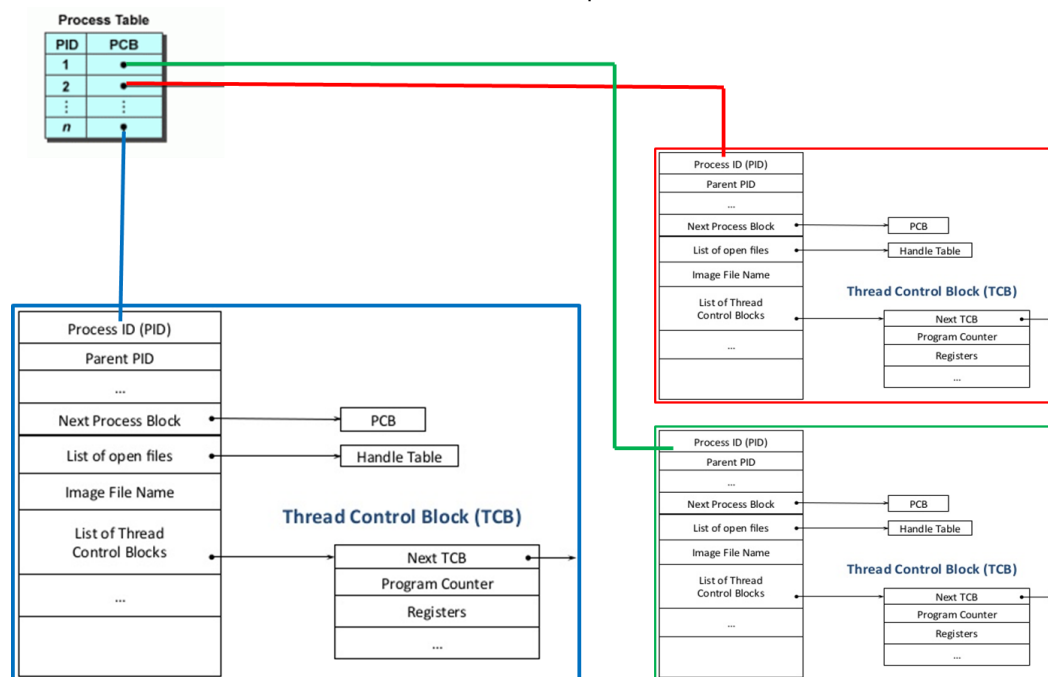 Process Table
PID PCB
1
2
⋮ ⋮
n
Process ID (PID)
Parent PID
...
Next Process Block
PCB
List of open files
Handle Table
Image File Name
Thread Control Block (TCB)
List of Thread
Control Blocks
Next TCB
Program Counter
...
Registers
...
Process ID (PID)
Parent PID
...
Next Process Block
PCB
List of open files
Handle Table
Image File Name
Thread Control Block (TCB)
List of Thread
Control Blocks
Next TCB
Program Counter
...
Registers
...
Process ID (PID)
Parent PID
...
Next Process Block
PCB
List of open files
Handle Table
Image File Name
Thread Control Block (TCB)
List of Thread
Control Blocks
Next TCB
Program Counter
...
Registers
...